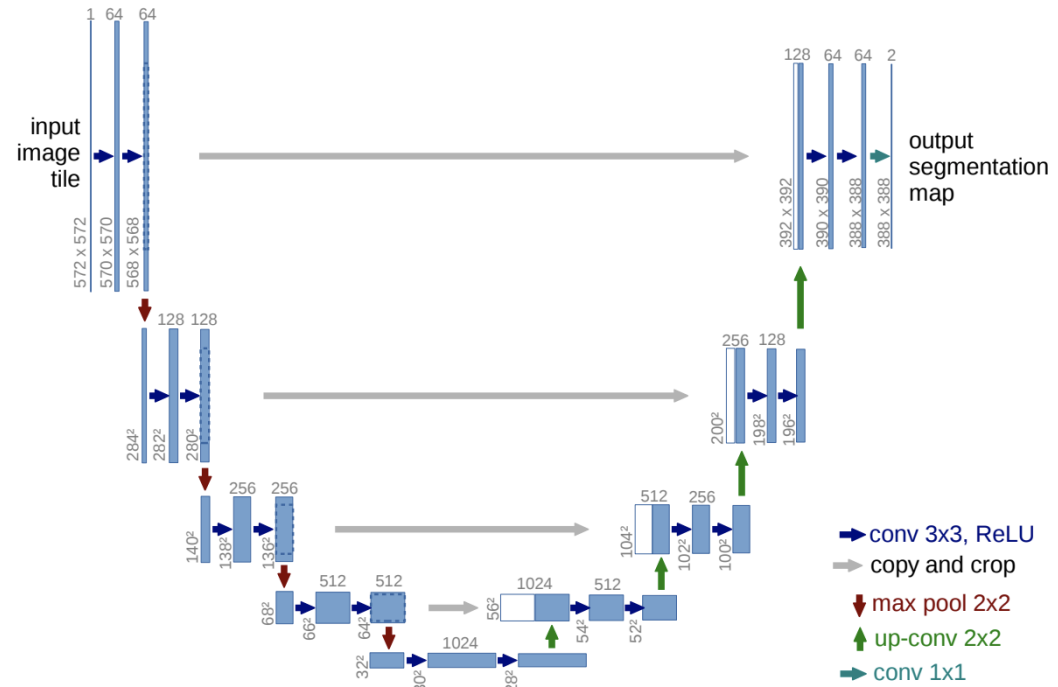 1 64 64
128 64 64 2
input
image
tile
output
segmentation
map
572 x 572
570 x 570
568 x 568
392 x 392
390 x 390
388 x 388
388 x 388
128 128
256 128
284²
282²
280²
200²
198²
196²
256 256
512 256
140²
138²
136²
104²
102²
100²
512 512
1024 512
68²
66²
64²
56²
54²
52²
1024
32²
conv 3x3, ReLU
copy and crop
max pool 2x2
up-conv 2x2
conv 1x1